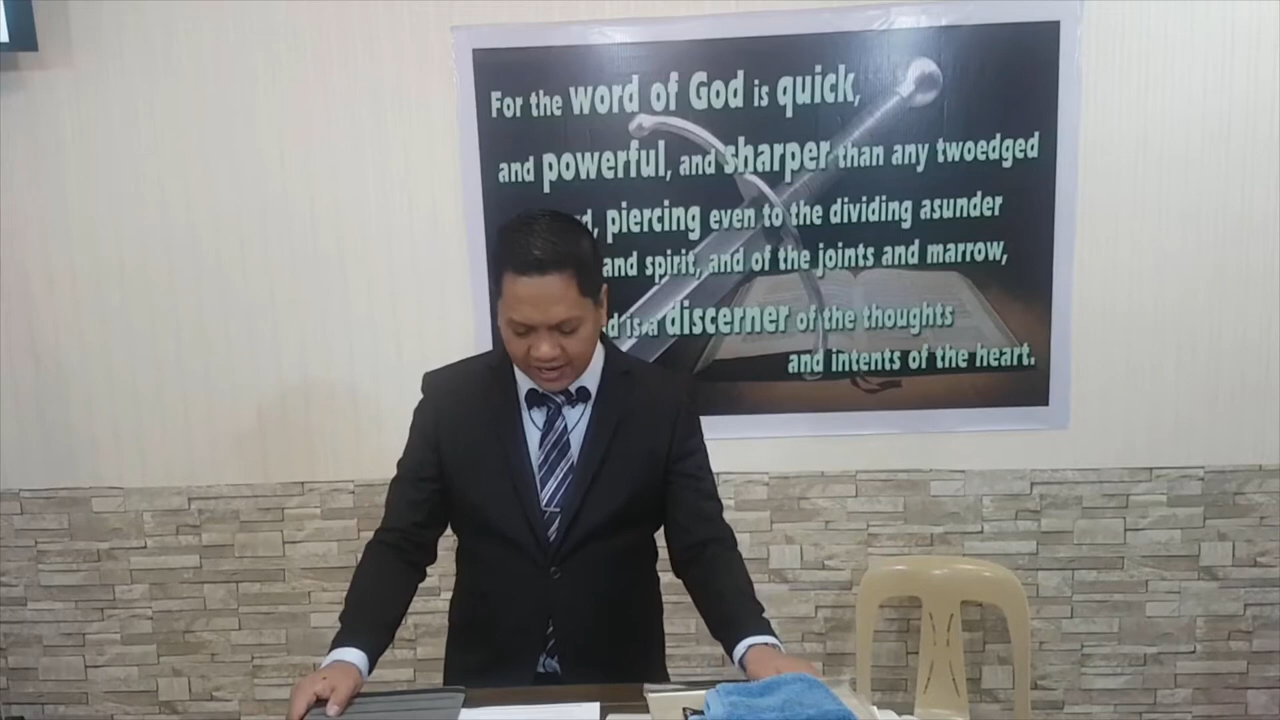 For the word of God is quick,
and powerful, and sharper than any twoedged
piercing even to the dividing asunder
and spirit, and of the joints and marrow,
is a discerner of the thoughts
and intents of the heart.